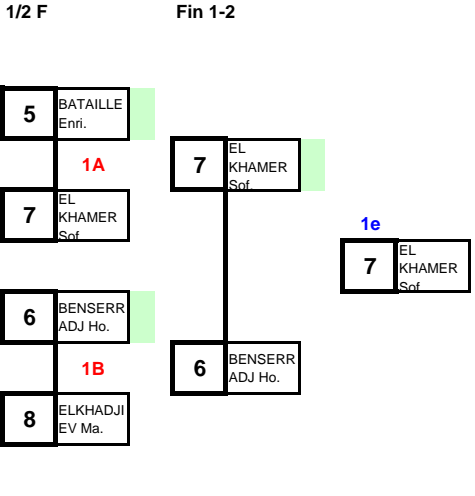 1/2 F
Fin 1-2
5
BATAILLE
Enri.
1A
7
EL
KHAMER
Sof.
7
EL
KHAMER
Sof.
1e
7
EL
KHAMER
Sof.
6
BENSERR
ADJ Ho.
1B
8
ELKHADJI
EV Ma.
6
BENSERR
ADJ Ho.